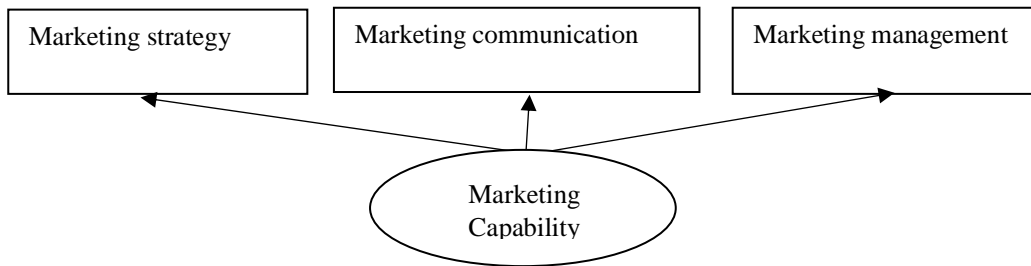 Marketing strategy
Marketing communication
Marketing management
Marketing
Capability